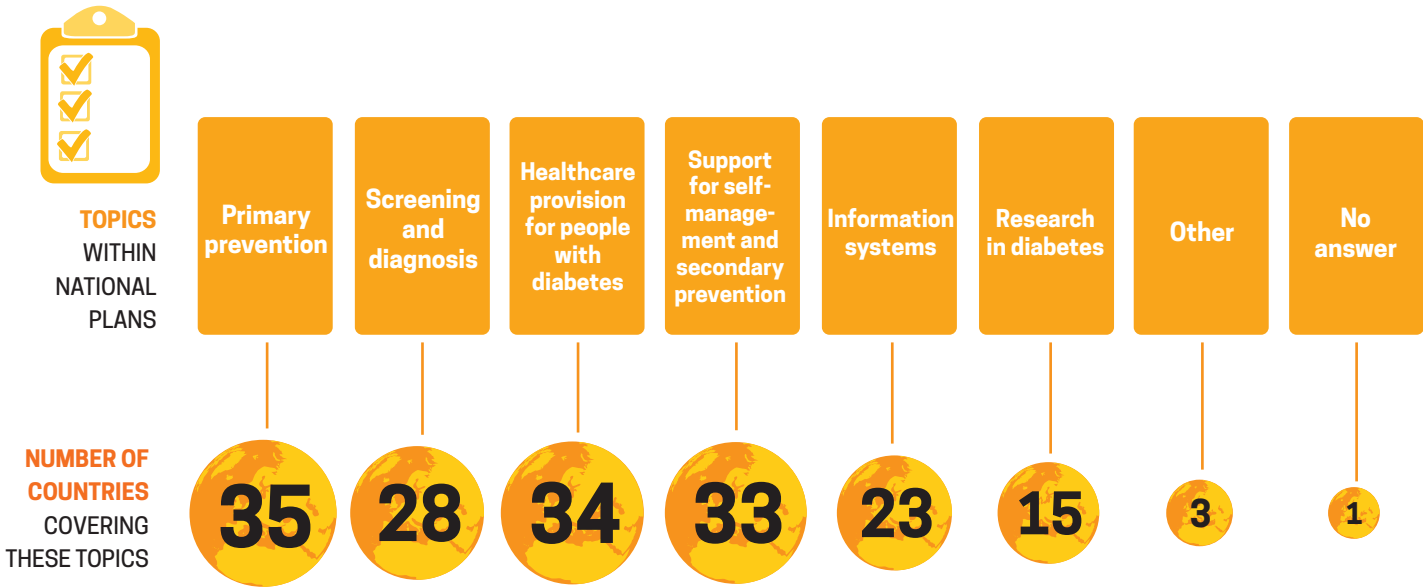 TOPICS
WITHIN
NATIONAL
PLANS
Primary
prevention
Screening
and
diagnosis
Healthcare
provision
for people
with
diabetes
Support
for self-
manage-
ment and
secondary
prevention
Information
systems
Research
in diabetes
Other
No
answer
NUMBER OF
COUNTRIES
COVERING
THESE TOPICS
35
28
34
33
23
15
3
1